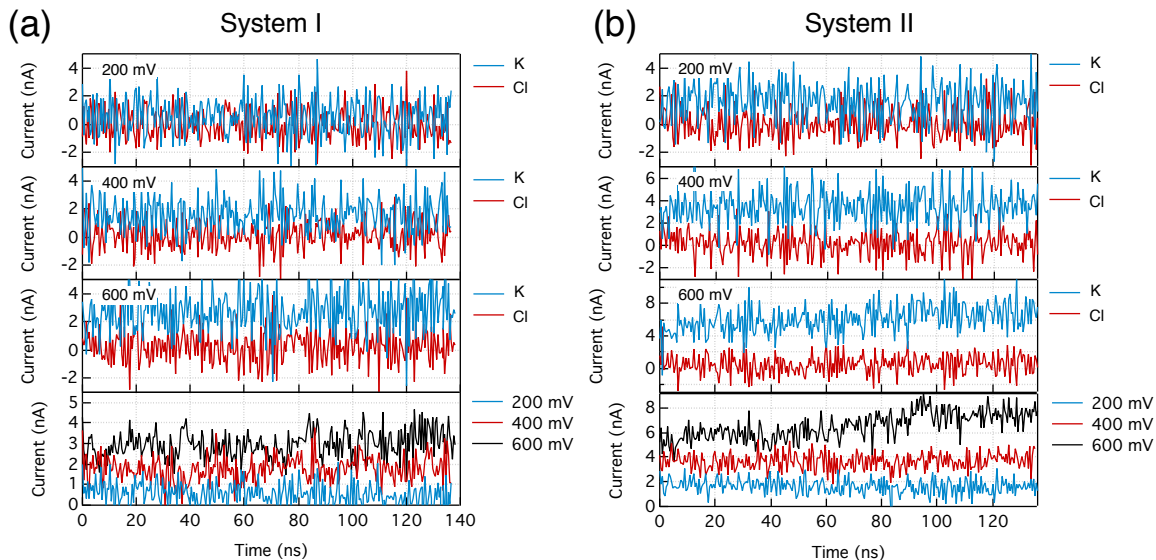 (a) System I
200 mV
K
Cl
Current (nA)
4
2
0
-2
400 mV
K
Cl
Current (nA)
4
2
0
-2
600 mV
K
Cl
Current (nA)
4
2
0
-2
200 mV
400 mV
600 mV
Current (nA)
5
4
3
2
1
0
0 20 40 60 80 100 120 140
Time (ns)
(b) System II
200 mV
K
Cl
Current (nA)
4
2
0
-2
400 mV
K
Cl
Current (nA)
6
4
2
0
-2
600 mV
K
Cl
Current (nA)
8
4
0
200 mV
400 mV
600 mV
Current (nA)
8
6
4
2
0
0 20 40 60 80 100 120
Time (ns)